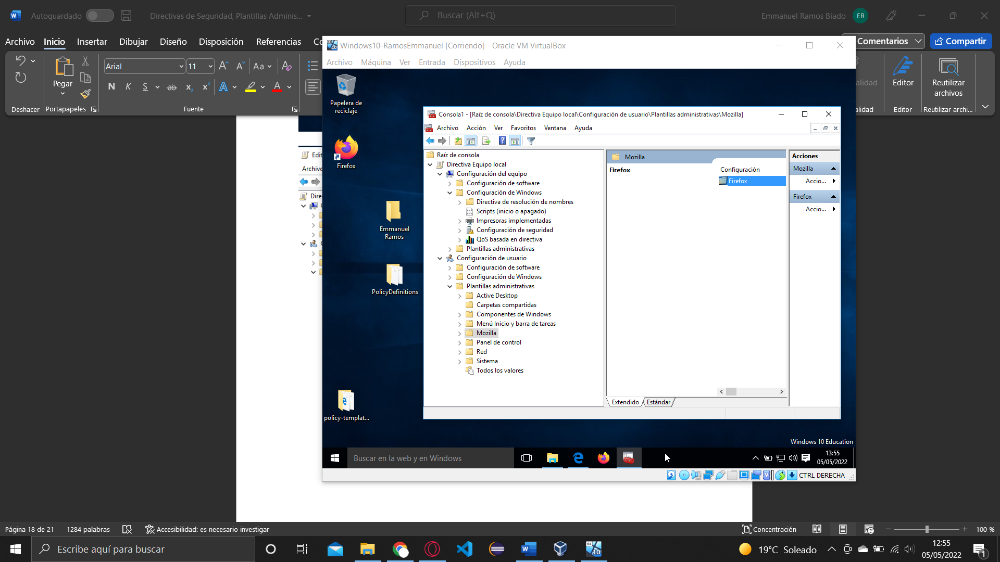 Autoguardado
Directivas de Seguridad, Plantillas Adminis...
Buscar (Alt+Q)
Emmanuel Ramos Biado
ER
Archivo Inicio Insertar Dibujar Diseño Disposición Referencias Co
Comentarios
Compartir
Pegar
Arial
11
Aa
N K S ab x₂ x² A A
Deshacer
Portapapeles
Fuente
alidad
alidad
Editor
Editor
Reutilizar
archivos
Reutilizar archi...
Edit
Archivo
Direc
Windows10-RamosEmmanuel [Corriendo] - Oracle VM VirtualBox
Archivo Máquina Ver Entrada Dispositivos Ayuda
Papelera de
reciclaje
Firefox
Emmanuel
Ramos
PolicyDefinitions
policy-templat...
Consola1 - [Raíz de consola\Directiva Equipo local\Configuración de usuario\Plantillas administrativas\Mozilla]
Archivo Acción Ver Favoritos Ventana Ayuda
Raíz de consola
Directiva Equipo local
Configuración del equipo
Configuración de software
Configuración de Windows
Directiva de resolución de nombres
Scripts (inicio o apagado)
Impresoras implementadas
Configuración de seguridad
QoS basada en directiva
Plantillas administrativas
Configuración de usuario
Configuración de software
Configuración de Windows
Plantillas administrativas
Active Desktop
Carpetas compartidas
Componentes de Windows
Menú Inicio y barra de tareas
Mozilla
Panel de control
Red
Sistema
Todos los valores
Mozilla
Firefox
Configuración
Firefox
Extendido
Estándar
Acciones
Mozilla
Accio...
Firefox
Accio...
Windows 10 Education
Buscar en la web y en Windows
13:55
05/05/2022
CTRL DERECHA
Página 18 de 21
1284 palabras
Accesibilidad: es necesario investigar
Concentración
100 %
Escribe aquí para buscar
19°C Soleado
12:55
05/05/2022
1